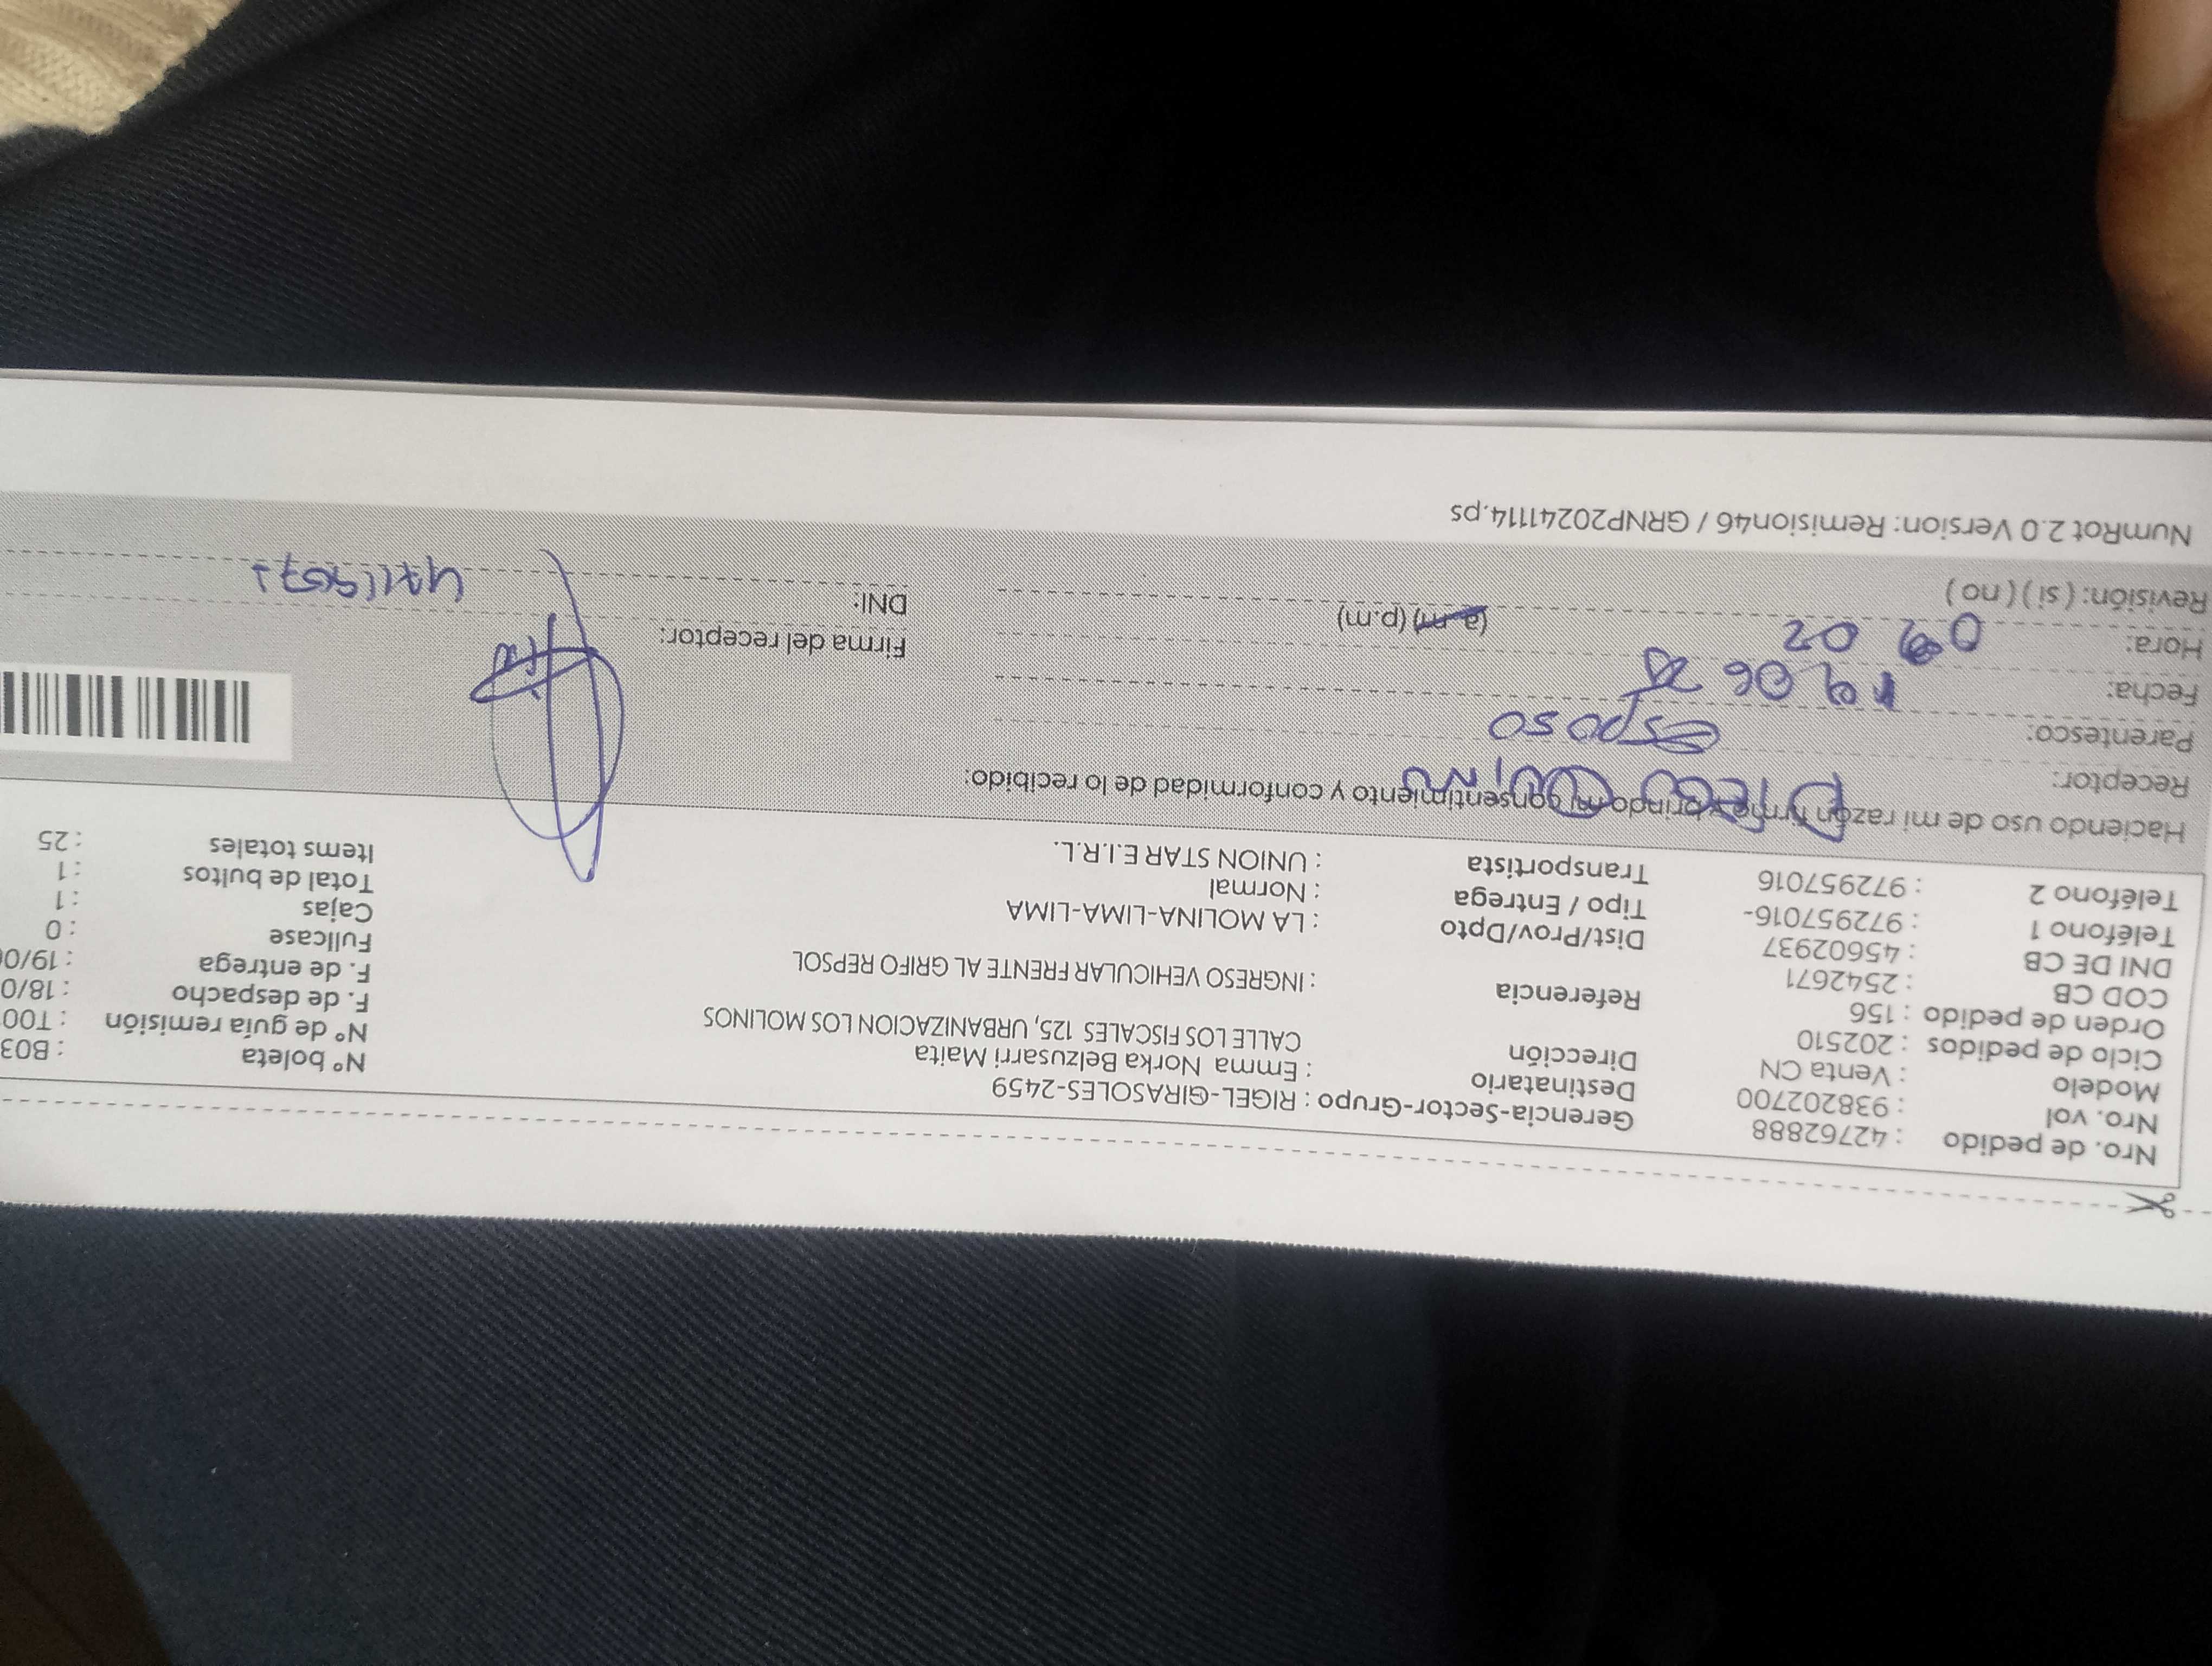 Nro. de pedido : 42762888 Gerencia-Sector-Grupo : RIGEL-GIRASOLES-2459 Nº boleta : B03
Nro. vol : 938202700 Destinatario : Emma Norka Belzusarri Maita Nº de guía remisión : T00
Modelo : Venta CN Dirección CALLE LOS FISCALES 125, URBANIZACION LOS MOLINOS F. de despacho : 18/0
Ciclo de pedidos : 202510 F. de entrega : 19/0
Orden de pedido : 156 Referencia : INGRESO VEHICULAR FRENTE AL GRIFO REPSOL Fullcase : 0
COD CB : 2542671 Cajas : 1
DNI DE CB : 45602937 Dist/Prov/Dpto : LA MOLINA-LIMA-LIMA Total de bultos : 1
Teléfono 1 : 972957016- Tipo / Entrega : Normal Items totales : 25
Teléfono 2 : 972957016 Transportista : UNION STAR E.I.R.L.
Haciendo uso de mi razón firmo y brindo mi consentimiento y conformidad de lo recibido:
Receptor: DIEGO
Parentesco: esposo
Fecha: 19 06 25 Firma del receptor:
Hora: 02 (a.m) (p.m) DNI:
Revisión: ( si ) ( no )
NumRot 2.0 Version: Remision46 / GRNP20241114.ps